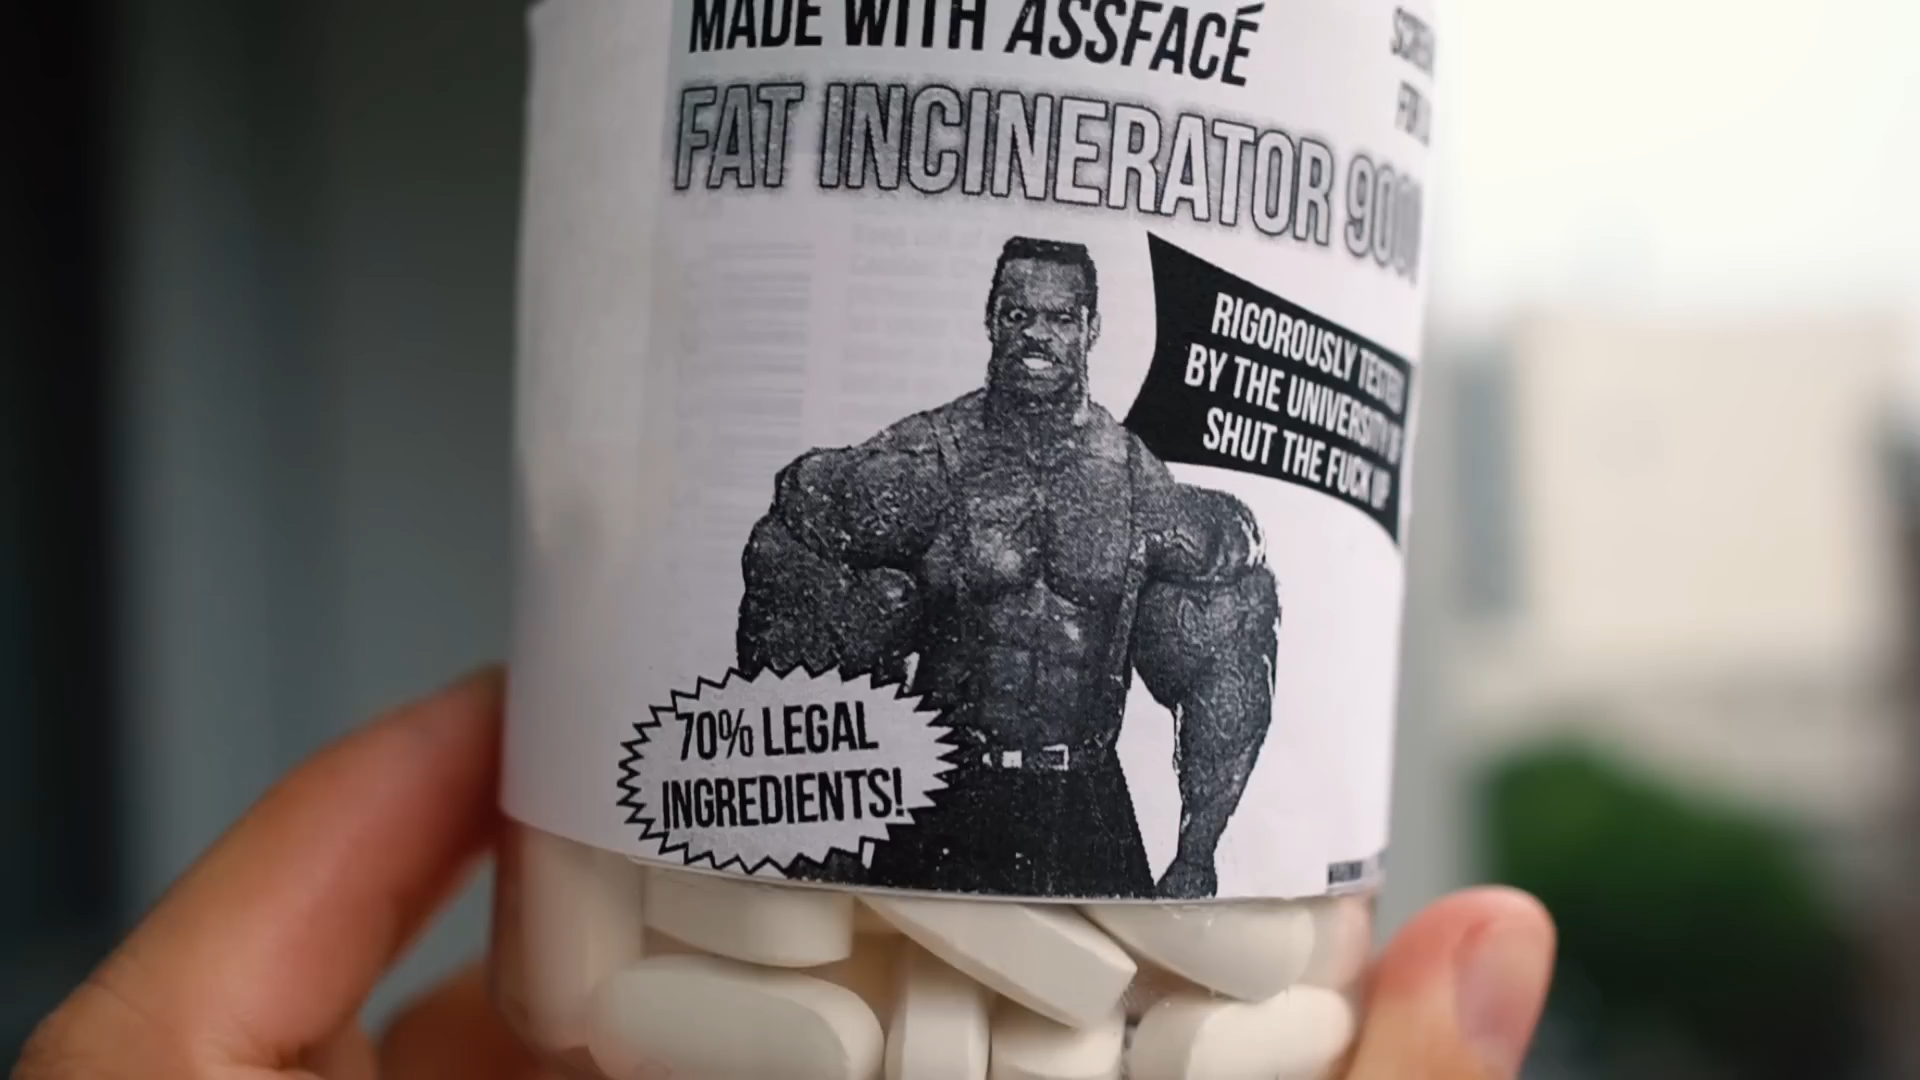 MADE WITH ASSFACÉ
FAT INCINERATOR 9000
RIGOROUSLY TESTED
BY THE UNIVERSITY OF
SHUT THE FUCK UP
70% LEGAL
INGREDIENTS!